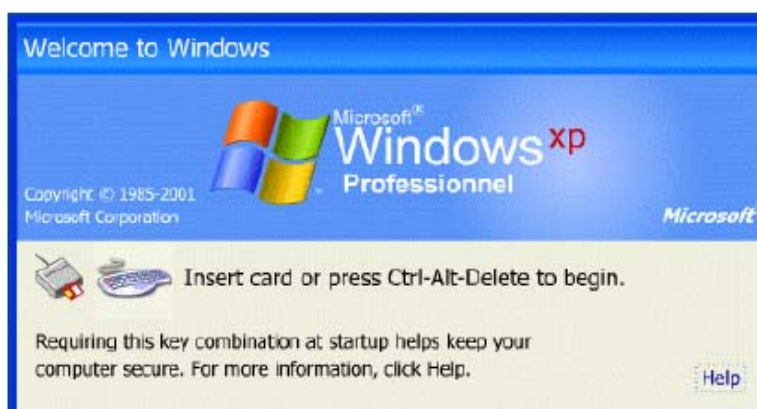 Welcome to Windows
Microsoft®
Windows xp
Professionnel
Copyright © 1985-2001
Microsoft Corporation
Microsoft
Insert card or press Ctrl-Alt-Delete to begin.
Requiring this key combination at startup helps keep your
computer secure. For more information, click Help.
Help